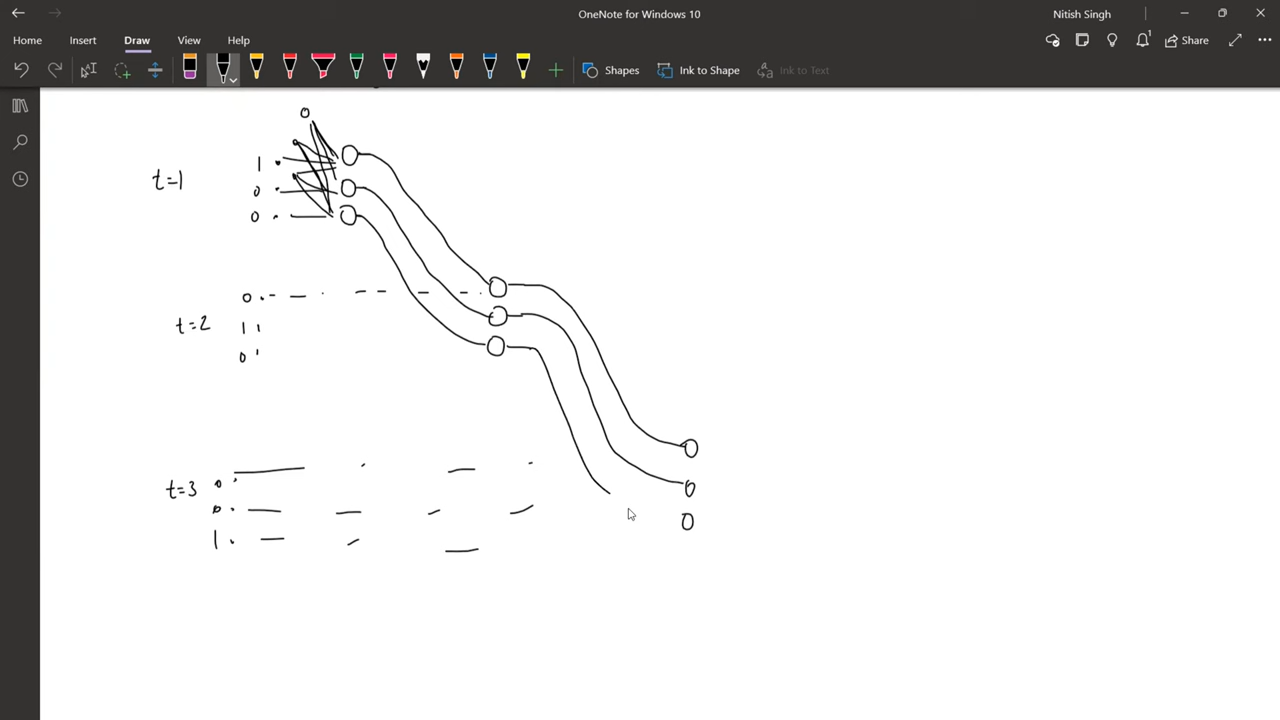 OneNote for Windows 10
Nitish Singh
Home Insert Draw View Help
Share
Shapes
Ink to Shape
Ink to Text
0
t=1
1
0
0
t=2
0
1
0
t=3
0
0
1